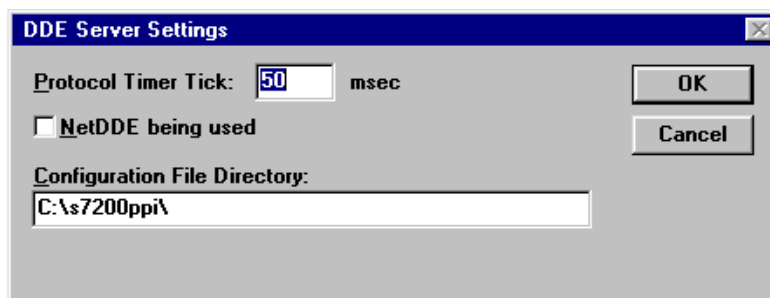 DDE Server Settings
Protocol Timer Tick: 50 msec
OK
NetDDE being used
Cancel
Configuration File Directory:
C:\s7200ppi\